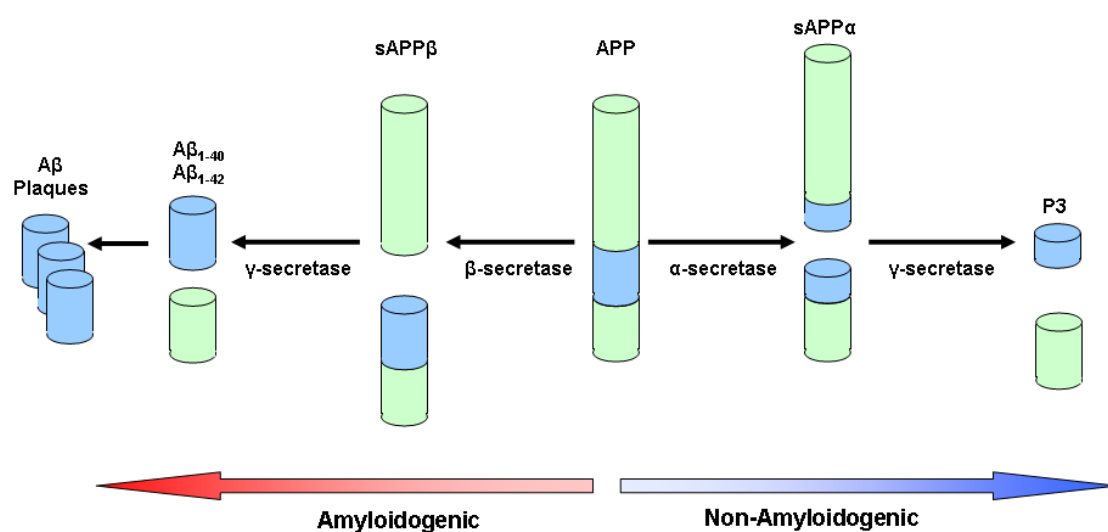 sAPPβ
APP
sAPPα
Aβ
Plaques
Aβ1-40
Aβ1-42
P3
γ-secretase
β-secretase
α-secretase
γ-secretase
Amyloidogenic
Non-Amyloidogenic